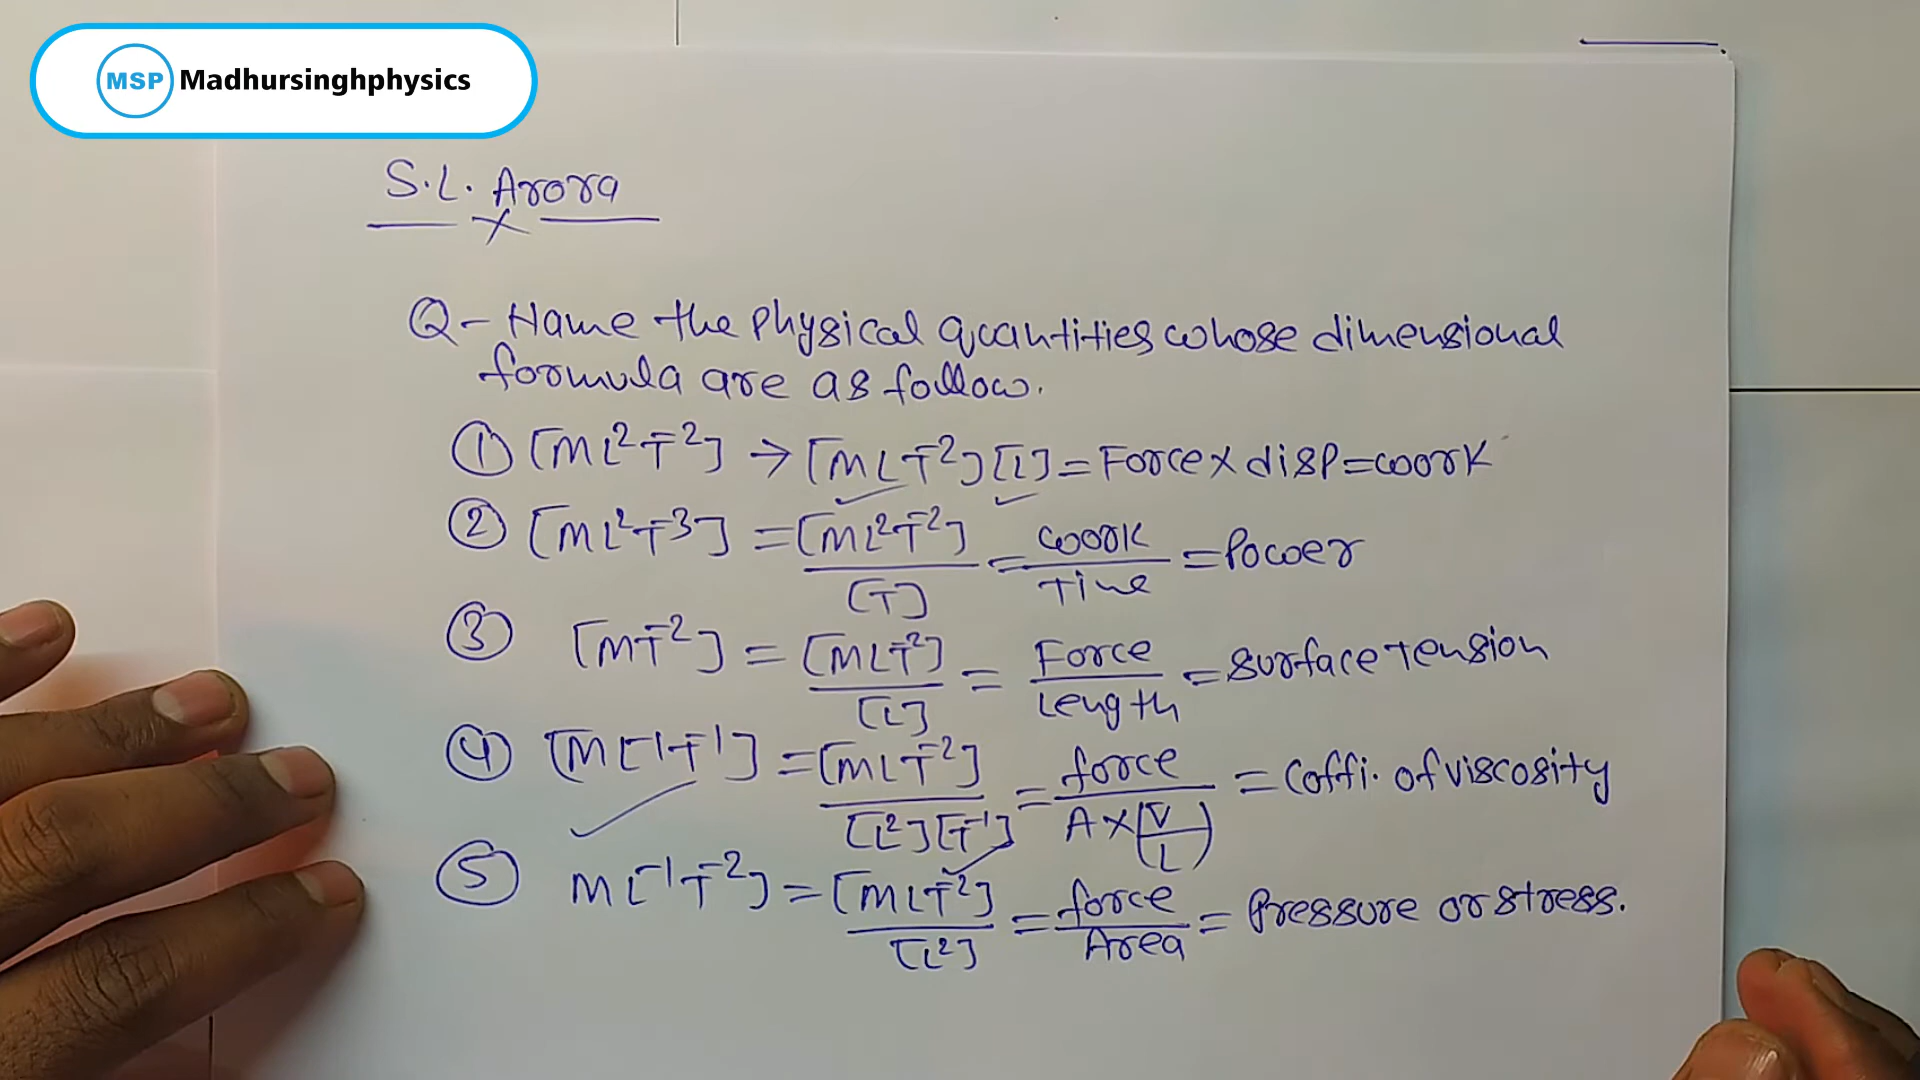 MSP Madhursinghphysics
S.L. Arora
Q- Name the physical quantities whose dimensional
formula are as follow.
① [ML²T⁻²] → [MLT⁻²][L] = Force x disp = work
② [ML²T⁻³] = [ML²T⁻²]/[T] = work/Time = Power
③ [MT⁻²] = [MLT⁻²]/[L] = Force/Length = surface Tension
④ [ML⁻¹T⁻¹] = [MLT⁻²]/[L²][T⁻¹] = force/A x (V/L) = Coffi. of viscosity
⑤ ML⁻¹T⁻²] = [MLT⁻²]/[L²] = force/Area = Pressure or stress.